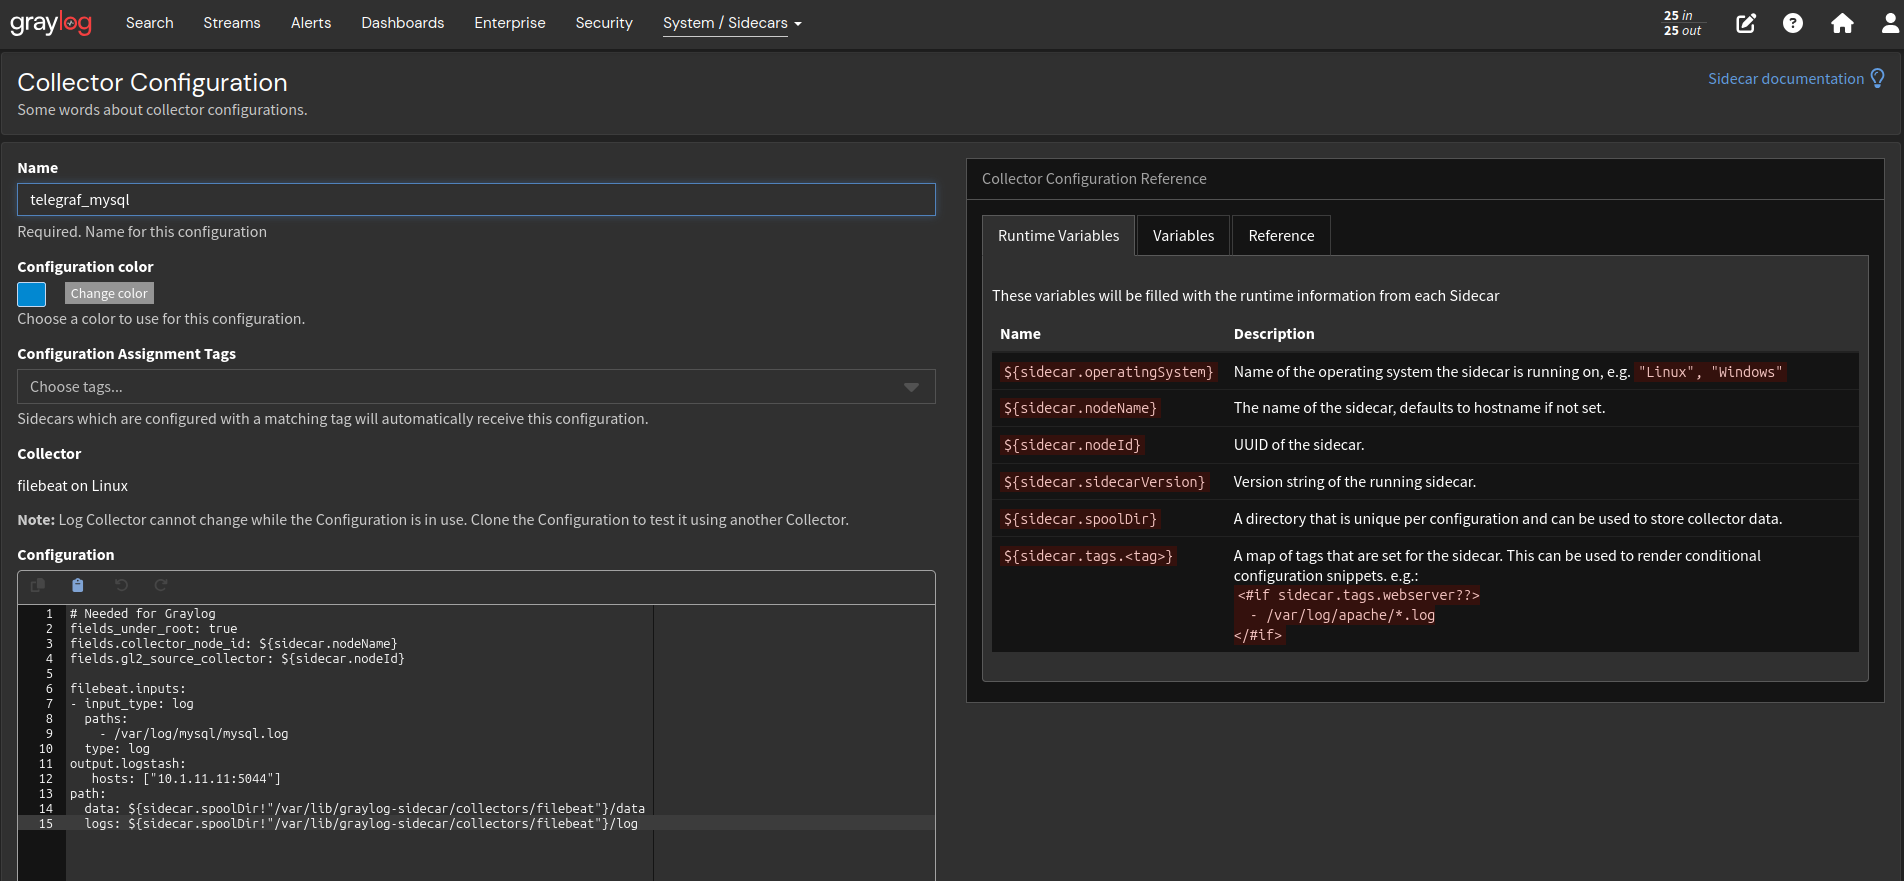 graylog Search Streams Alerts Dashboards Enterprise Security System / Sidecars 25 in
25 out
Collector Configuration
Some words about collector configurations.
Sidecar documentation
Name
telegraf_mysql
Required. Name for this configuration
Configuration color
Change color
Choose a color to use for this configuration.
Configuration Assignment Tags
Choose tags...
Sidecars which are configured with a matching tag will automatically receive this configuration.
Collector
filebeat on Linux
Note: Log Collector cannot change while the Configuration is in use. Clone the Configuration to test it using another Collector.
Configuration
1 # Needed for Graylog
2 fields_under_root: true
3 fields.collector_node_id: ${sidecar.nodeName}
4 fields.gl2_source_collector: ${sidecar.nodeId}
5
6 filebeat.inputs:
7 - input_type: log
8   paths:
9     - /var/log/mysql/mysql.log
10   type: log
11 output.logstash:
12    hosts: ["10.1.11.11:5044"]
13 path:
14   data: ${sidecar.spoolDir!"/var/lib/graylog-sidecar/collectors/filebeat"}/data
15   logs: ${sidecar.spoolDir!"/var/lib/graylog-sidecar/collectors/filebeat"}/log
Collector Configuration Reference
Runtime Variables Variables Reference
These variables will be filled with the runtime information from each Sidecar
Name Description
${sidecar.operatingSystem} Name of the operating system the sidecar is running on, e.g. "Linux", "Windows"
${sidecar.nodeName} The name of the sidecar, defaults to hostname if not set.
${sidecar.nodeId} UUID of the sidecar.
${sidecar.sidecarVersion} Version string of the running sidecar.
${sidecar.spoolDir} A directory that is unique per configuration and can be used to store collector data.
${sidecar.tags.<tag>} A map of tags that are set for the sidecar. This can be used to render conditional
configuration snippets. e.g.:
<#if sidecar.tags.webserver??>
  - /var/log/apache/*.log
</#if>